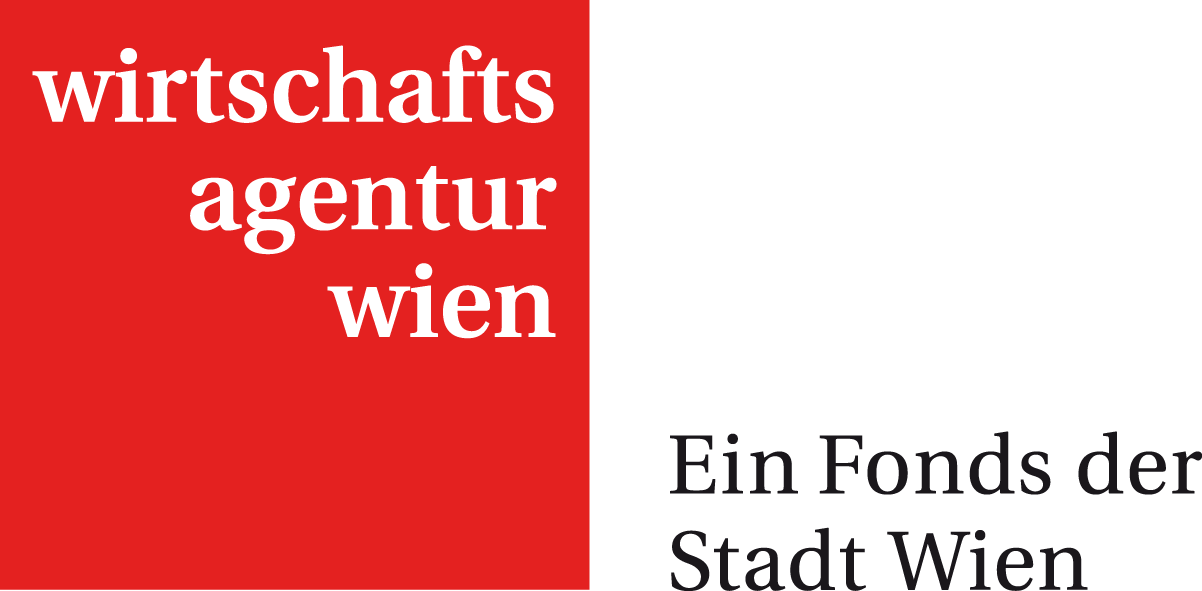 wirtschafts
agentur
wien
Ein Fonds der
Stadt Wien